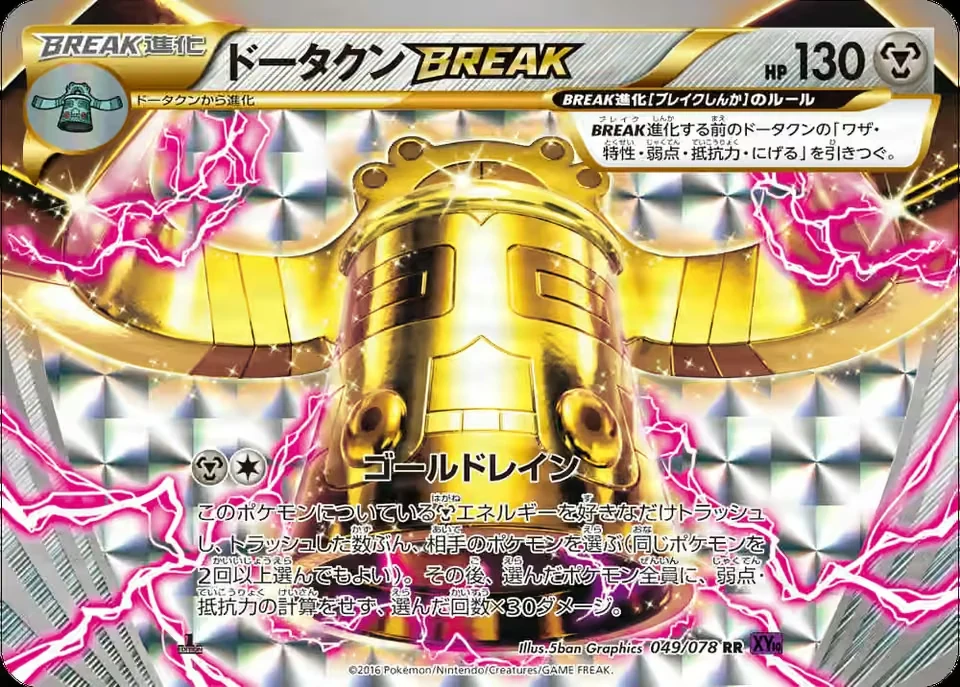 BREAK進化
ドータクンBREAK
HP 130
ドータクンから進化
BREAK進化[ブレイクしんか]のルール
BREAK進化する前のドータクンの「ワザ・
特性・弱点・抵抗力・にげる」を引きつぐ。
ゴールドレイン
このポケモンについているエネルギーを好きなだけトラッシュ
し、トラッシュした数ぶん、相手のポケモンを選ぶ(同じポケモンを
2回以上選んでもよい)。その後、選んだポケモン全員に、弱点・
抵抗力の計算をせず、選んだ回数×30ダメージ。
1 EDITION
Illus.5ban Graphics 049/078 RR XY10
©2016 Pokémon/Nintendo/Creatures/GAME FREAK.